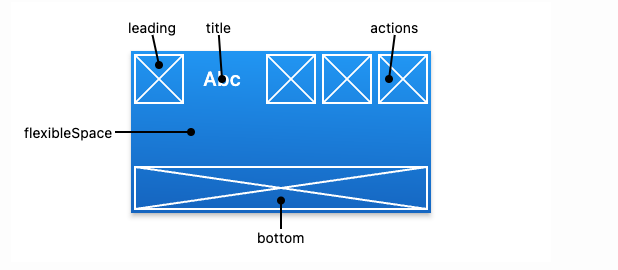 leading
title
actions
Abc
flexibleSpace
bottom